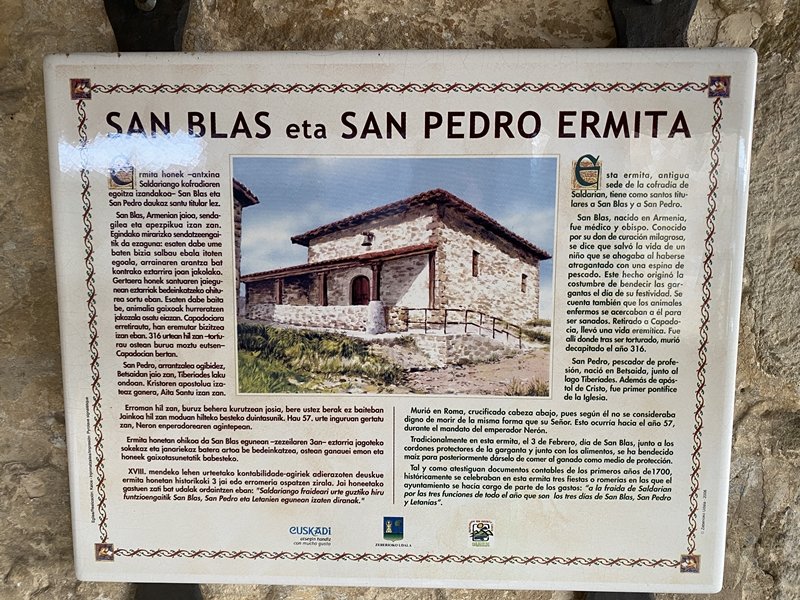 SAN BLAS eta SAN PEDRO ERMITA
Ermita honek –antxina
Saldariango kofradiaren
egoitza izandakoa– San Blas eta
San Pedro daukaz santu titular lez.
San Blas, Armenian jaioa, senda-
gilea eta apezpikua izan zan.
Egindako mirarizko sendatzeengai-
tik da ezaguna: esaten dabe ume
baten bizia salbau ebala itoten
egoala, arrainaren arantza bat
kontrako eztarrira joan jakolako.
Gertaera honek santuaren jaiegu-
nean eztarriak bedeinkatzeko ohitu-
rea sortu eban. Esaten dabe baita
be, animalia gaixoak hurreratzen
jakozala osatu eiezan. Capadociara
erretirauta, han eremutar bizitzea
izan eban. 316 urtean hil zan –tortu-
rau ostean burua moztu eutsen–
Capadocian bertan.
San Pedro, arrantzalea ogibidez,
Betsaidan jaio zan, Tiberiades laku
ondoan. Kristoren apostolua iza-
teaz ganera, Aita Santu izan zan.
Erroman hil zan, buruz behera kurutzean josia, bere ustez berak ez baiteban
Jainkoa hil zan moduan hilteko besteko duintasunik. Hau 57. urte inguruan gertatu
zan, Neron enperadorearen agintepean.
Ermita honetan ohikoa da San Blas egunean –zezeilaren 3an– eztarria jagoteko
sokekaz eta janariekaz batera artoa be bedeinkatzea, ostean ganauei emon eta
honeek gaixotasunetatik babesteko.
XVIII. mendeko lehen urteetako kontabilidade-agiriek adierazoten deuskue
ermita honetan historikoki 3 jai edo erromeria ospatzen zirala. Jai honeetako
gastuen zati bat udalak ordaintzen eban: "Saldariango fraideari urte guztiko hiru
funtzioengaitik San Blas, San Pedro eta Letanien egunean izaten diranak."
Esta ermita, antigua
sede de la cofradía de
Saldarian, tiene como santos titu-
lares a San Blas y a San Pedro.
San Blas, nacido en Armenia,
fue médico y obispo. Conocido
por su don de curación milagrosa,
se dice que salvó la vida de un
niño que se ahogaba al haberse
atragantado con una espina de
pescado. Este hecho originó la
costumbre de bendecir las gar-
gantas el día de su festividad. Se
cuenta también que los animales
enfermos se acercaban a él para
ser sanados. Retirado a Capado-
cia, llevó una vida eremítica. Fue
allí donde tras ser torturado, murió
decapitado el año 316.
San Pedro, pescador de profe-
sión, nació en Betsaida, junto al
lago Tiberiades. Además de após-
tol de Cristo, fue primer pontífice
de la Iglesia.
Murió en Roma, crucificado cabeza abajo, pues según él no se consideraba
digno de morir de la misma forma que su Señor. Esto ocurría hacia el año 57,
durante el mandato del emperador Nerón.
Tradicionalmente en esta ermita, el 3 de Febrero, día de San Blas, junto a los
cordones protectores de la garganta y junto con los alimentos, se ha bendecido
maíz para posteriormente dárselo de comer al ganado como medio de protección.
Tal y como atestiguan documentos contables de los primeros años de1700,
históricamente se celebraban en esta ermita tres fiestas o romerías en las que el
ayuntamiento se hacía cargo de parte de los gastos: "a la fraida de Saldarian
por las tres funciones de todo el año que son los tres días de San Blas, San Pedro
y Letanías".
EUSKADI
atsegin handiz
con mucho gusto
ZEBERIOKO UDALA
© ZEBERIOKO UDALA - 2008